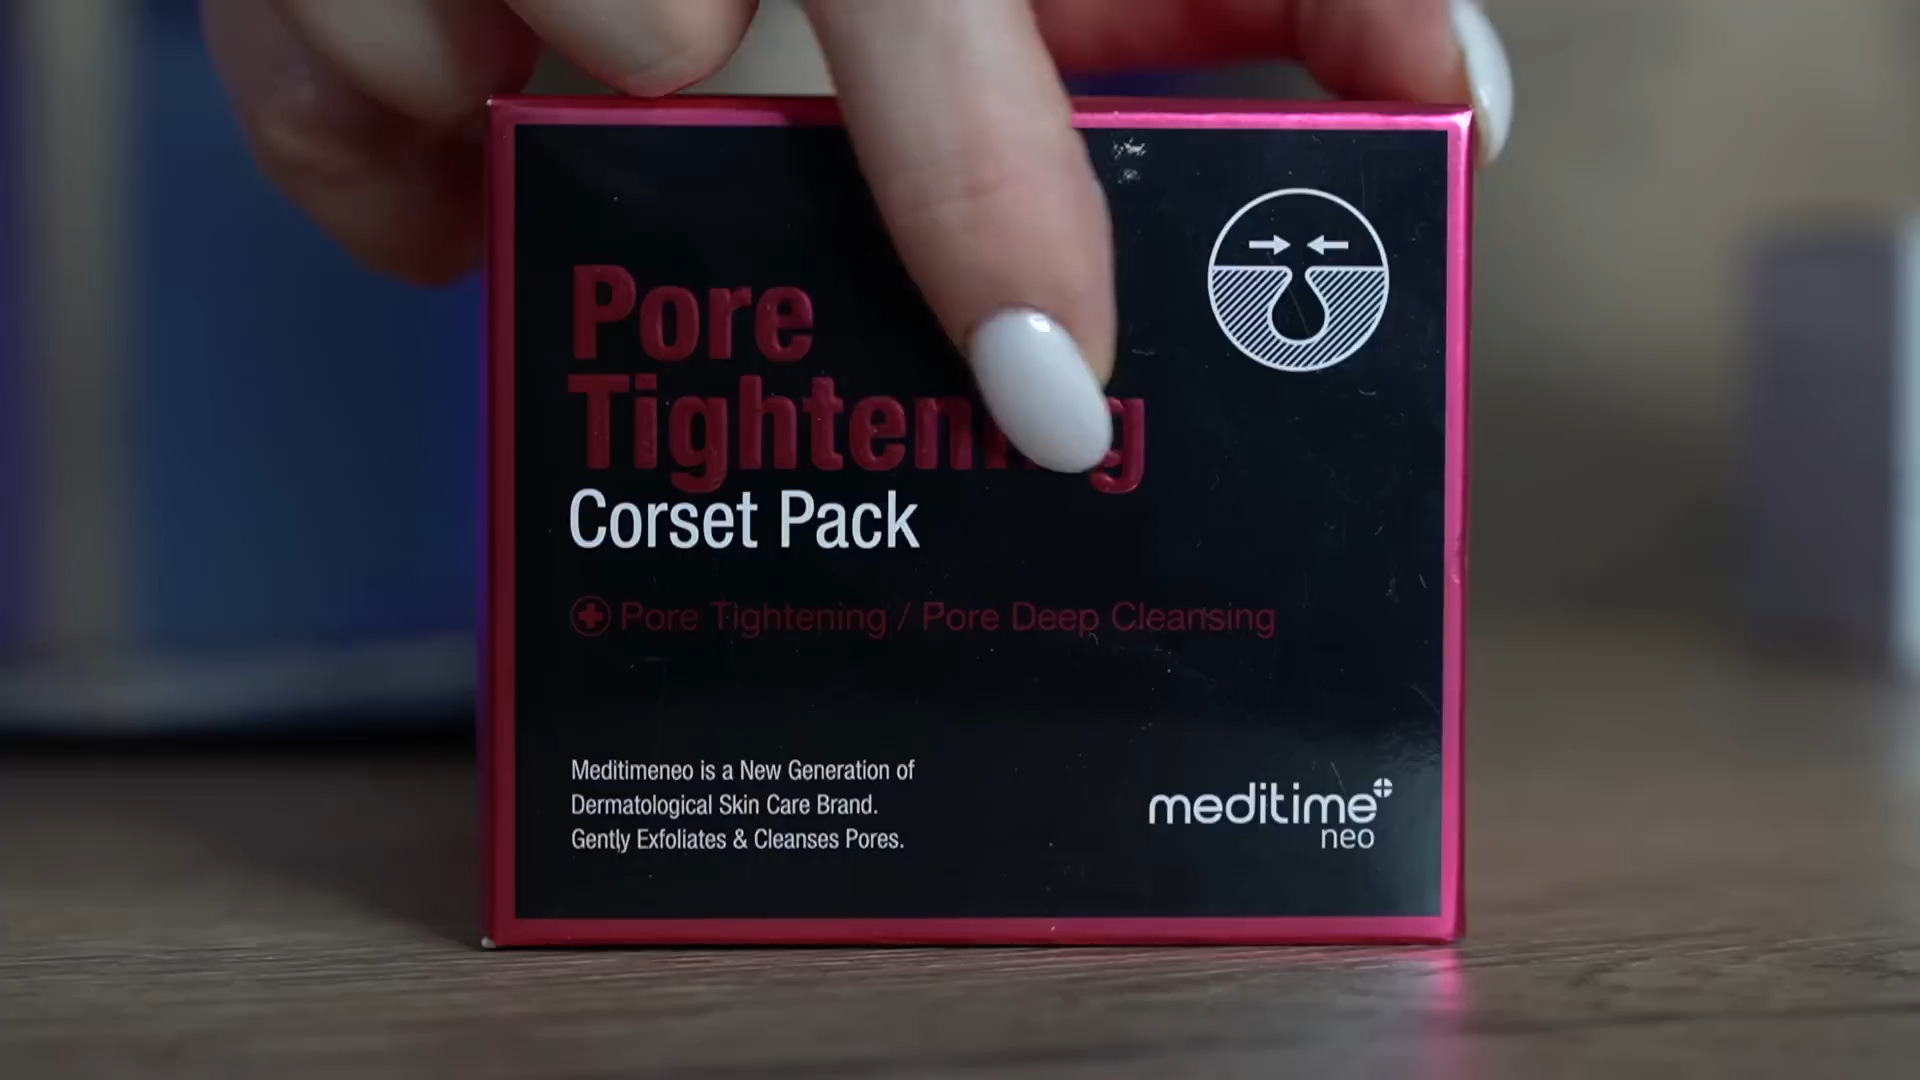 Pore
Tightening
Corset Pack
Pore Tightening / Pore Deep Cleansing
Meditimeneo is a New Generation of
Dermatological Skin Care Brand.
Gently Exfoliates & Cleanses Pores.
meditime
neo